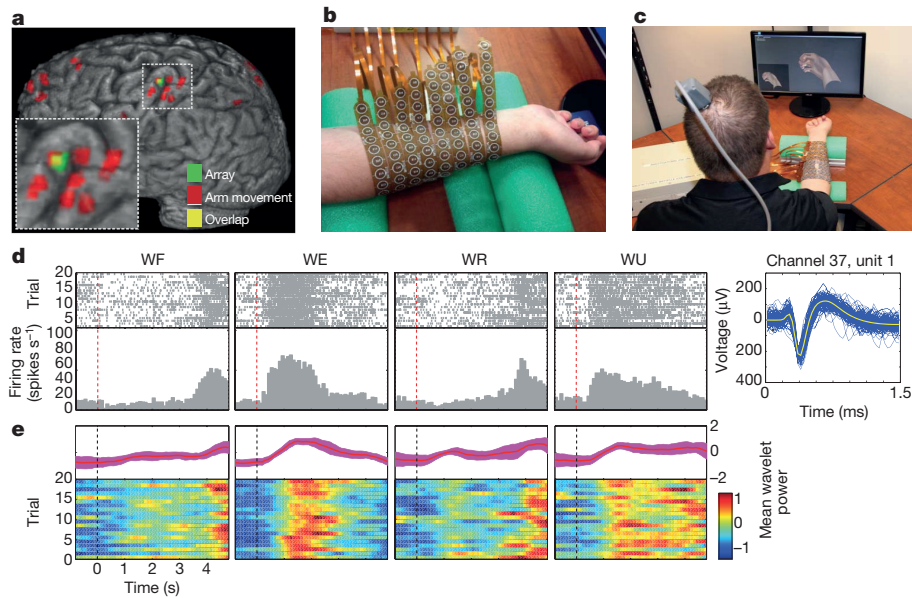 a
b
c
Array
Arm movement
Overlap
d
WF
WE
WR
WU
Channel 37, unit 1
Trial
20
15
10
5
Firing rate
(spikes s⁻¹)
100
80
60
40
20
0
Voltage (µV)
200
0
200
400
0
1.5
Time (ms)
e
2
0
−2
Trial
20
15
10
5
0
0 1 2 3 4
Time (s)
1
0
−1
Mean wavelet
power